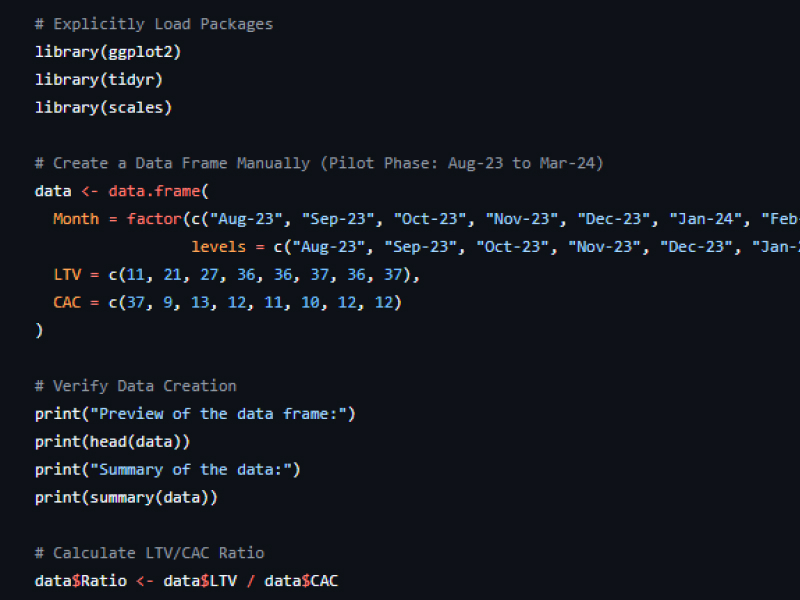 # Explicitly Load Packages
library(ggplot2)
library(tidyr)
library(scales)
# Create a Data Frame Manually (Pilot Phase: Aug-23 to Mar-24)
data <- data.frame(
Month = factor(c("Aug-23", "Sep-23", "Oct-23", "Nov-23", "Dec-23", "Jan-24", "Feb-
levels = c("Aug-23", "Sep-23", "Oct-23", "Nov-23", "Dec-23", "Jan-
LTV = c(11, 21, 27, 36, 36, 37, 36, 37),
CAC = c(37, 9, 13, 12, 11, 10, 12, 12)
)
# Verify Data Creation
print("Preview of the data frame:")
print(head(data))
print("Summary of the data:")
print(summary(data))
# Calculate LTV/CAC Ratio
data$Ratio <- data$LTV / data$CAC